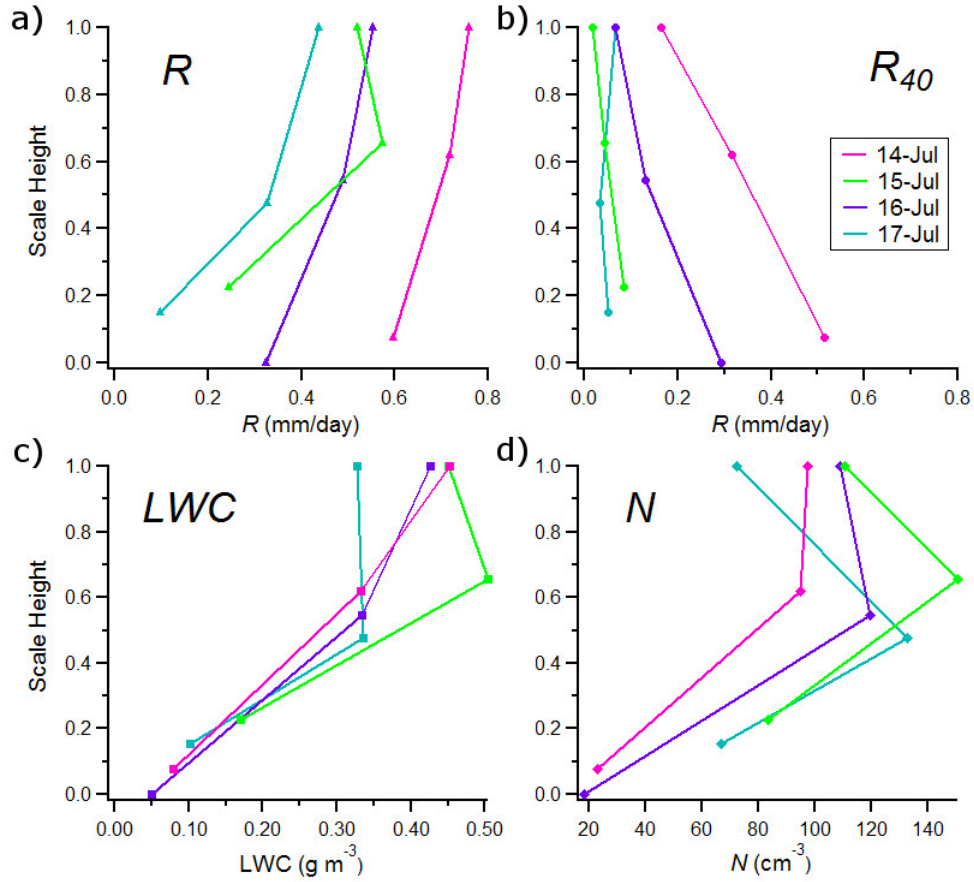 a)
R
1.0
0.8
0.6
0.4
0.2
0.0
Scale Height
0.0 0.2 0.4 0.6 0.8
R (mm/day)
b)
R40
1.0
0.8
0.6
0.4
0.2
0.0
14-Jul
15-Jul
16-Jul
17-Jul
0.0 0.2 0.4 0.6 0.8
R (mm/day)
c)
LWC
1.0
0.8
0.6
0.4
0.2
0.0
Scale Height
0.00 0.10 0.20 0.30 0.40 0.50
LWC (g m-3)
d)
N
1.0
0.8
0.6
0.4
0.2
0.0
20 40 60 80 100 120 140
N (cm-3)